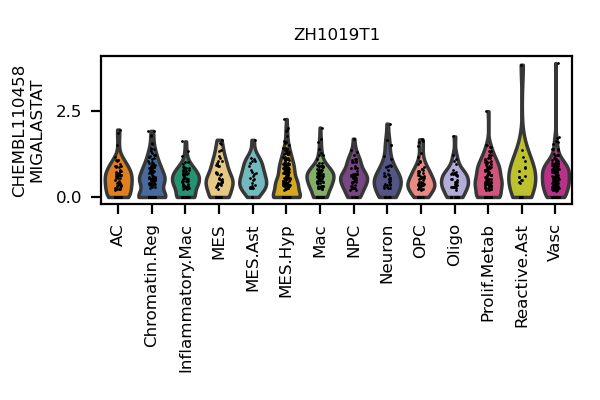 ZH1019T1
CHEMBL110458
MIGALASTAT
2.5
0.0
AC
Chromatin.Reg
Inflammatory.Mac
MES
MES.Ast
MES.Hyp
Mac
NPC
Neuron
OPC
Oligo
Prolif.Metab
Reactive.Ast
Vasc